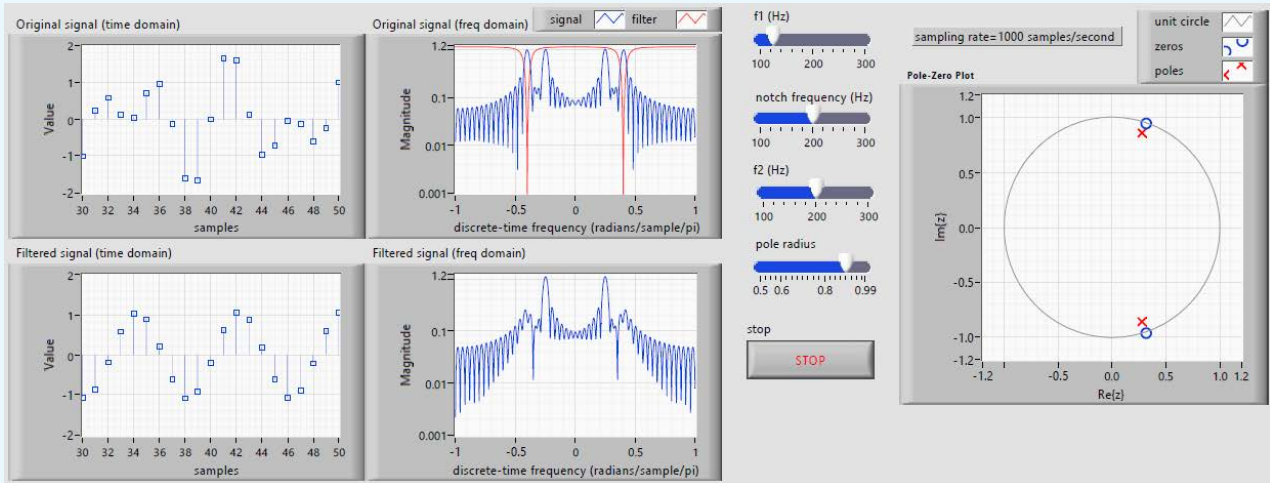 Original signal (time domain)
Value
2
1
0
-1
-2
30 32 34 36 38 40 42 44 46 48 50
samples
Original signal (freq domain)
signal filter
Magnitude
1.2
0.1
0.01
0.001
-1 -0.5 0 0.5 1
discrete-time frequency (radians/sample/pi)
Filtered signal (time domain)
Value
2
1
0
-1
-2
30 32 34 36 38 40 42 44 46 48 50
samples
Filtered signal (freq domain)
Magnitude
1.2
0.1
0.01
0.001
-1 -0.5 0 0.5 1
discrete-time frequency (radians/sample/pi)
f1 (Hz)
100 200 300
notch frequency (Hz)
100 200 300
f2 (Hz)
100 200 300
pole radius
0.5 0.6 0.8 0.99
stop
STOP
sampling rate=1000 samples/second
unit circle
zeros
poles
Pole-Zero Plot
Im{z}
1.2
1.0
0.5
0.0
-0.5
-1.0
-1.2
-1.2 -0.5 0.0 0.5 1.0 1.2
Re{z}